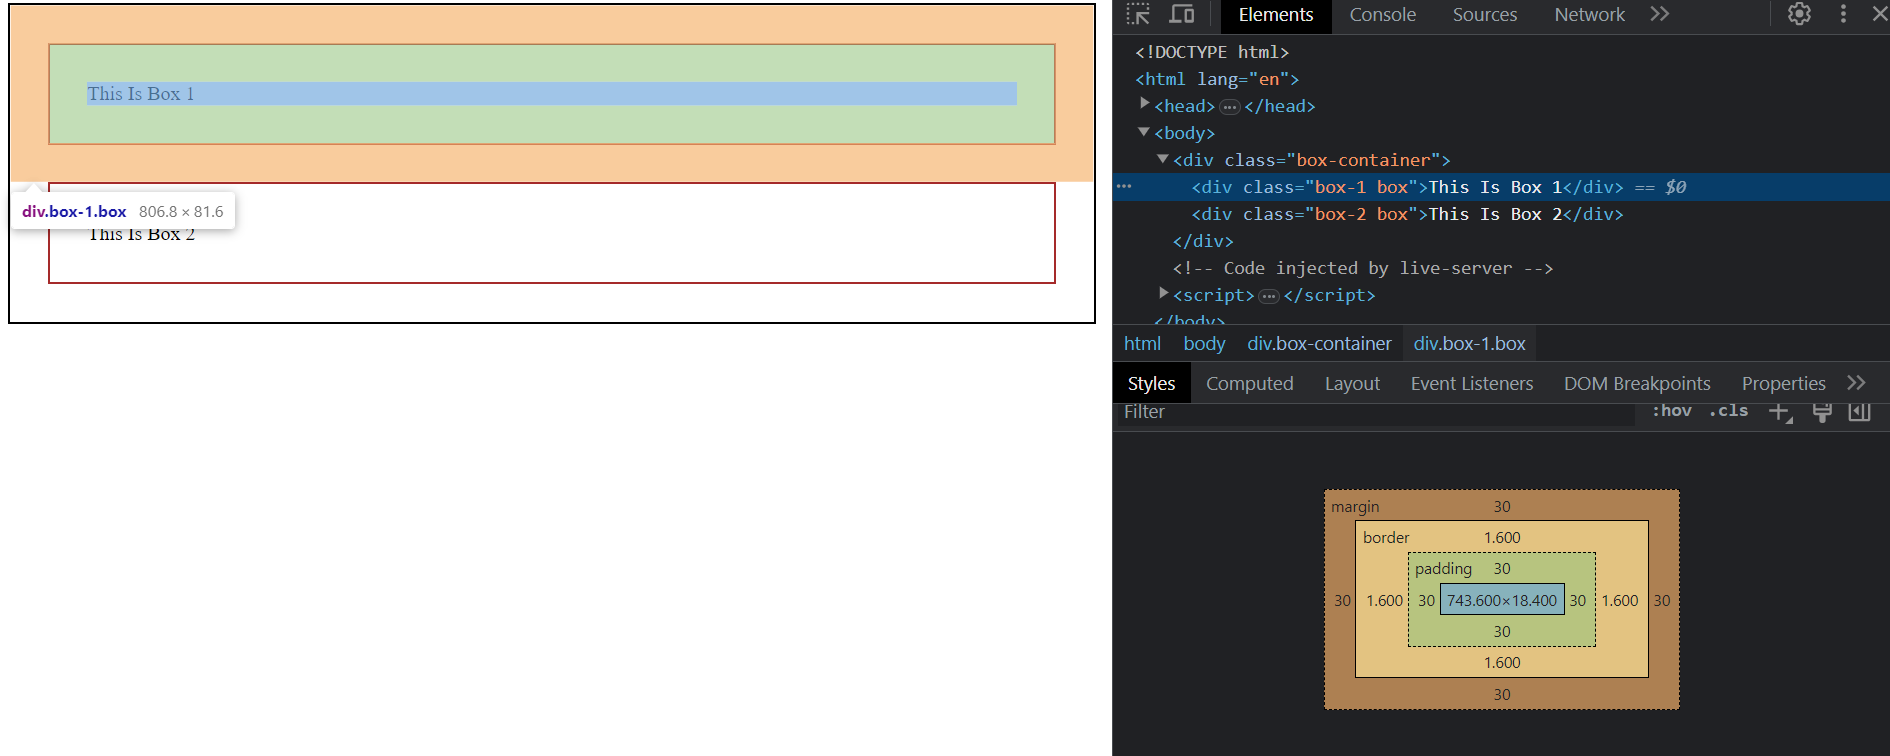 This Is Box 1
div.box-1.box 806.8 × 81.6
This Is Box 2
Elements Console Sources Network
<!DOCTYPE html>
<html lang="en">
<head> ••• </head>
<body>
<div class="box-container">
<div class="box-1 box">This Is Box 1</div> == $0
<div class="box-2 box">This Is Box 2</div>
</div>
<!-- Code injected by live-server -->
<script> ••• </script>
</body>
html body div.box-container div.box-1.box
Styles Computed Layout Event Listeners DOM Breakpoints Properties
Filter :hov .cls
margin 30
border 1.600
padding 30
30 1.600 30 743.600×18.400 30 1.600 30
30
1.600
30